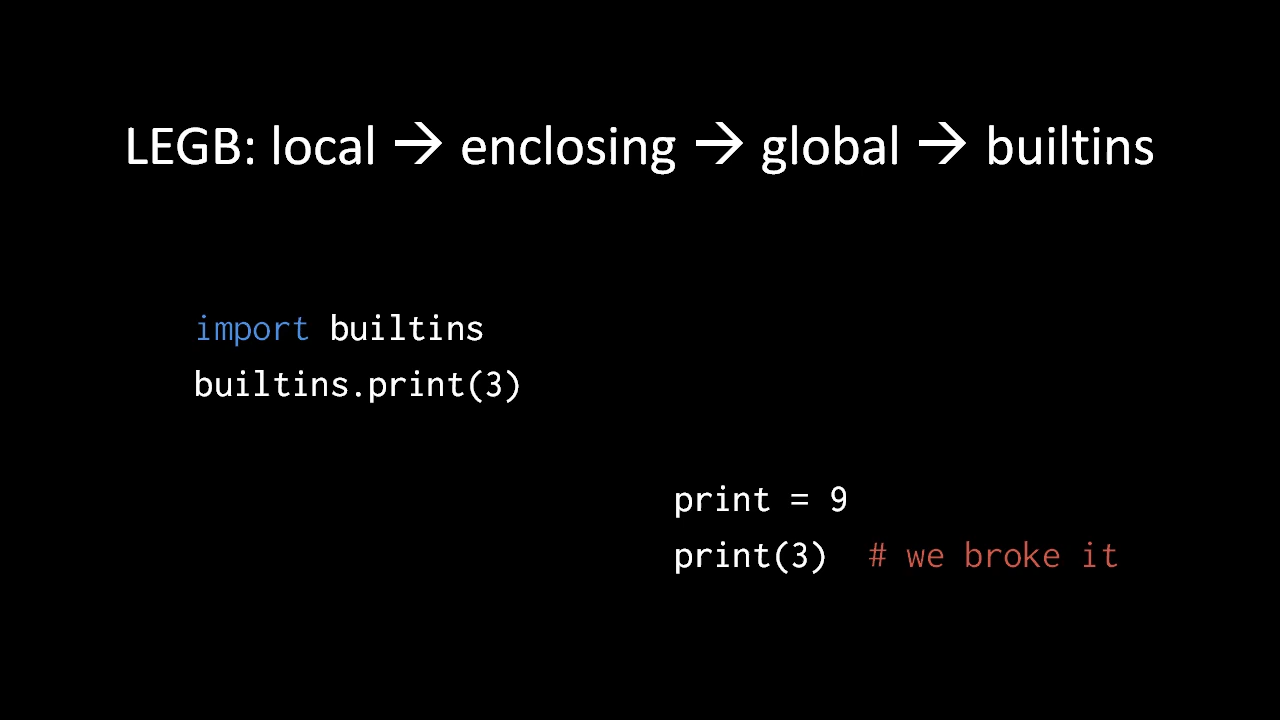 LEGB: local → enclosing → global → builtins
import builtins
builtins.print(3)
print = 9
print(3)  # we broke it